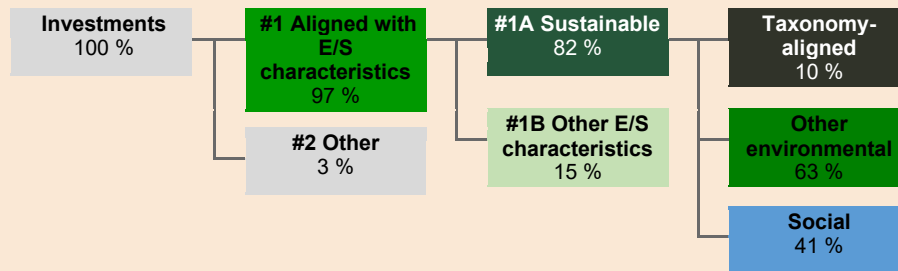 Investments
100 %
#1 Aligned with
E/S
characteristics
97 %
#2 Other
3 %
#1A Sustainable
82 %
#1B Other E/S
characteristics
15 %
Taxonomy-
aligned
10 %
Other
environmental
63 %
Social
41 %